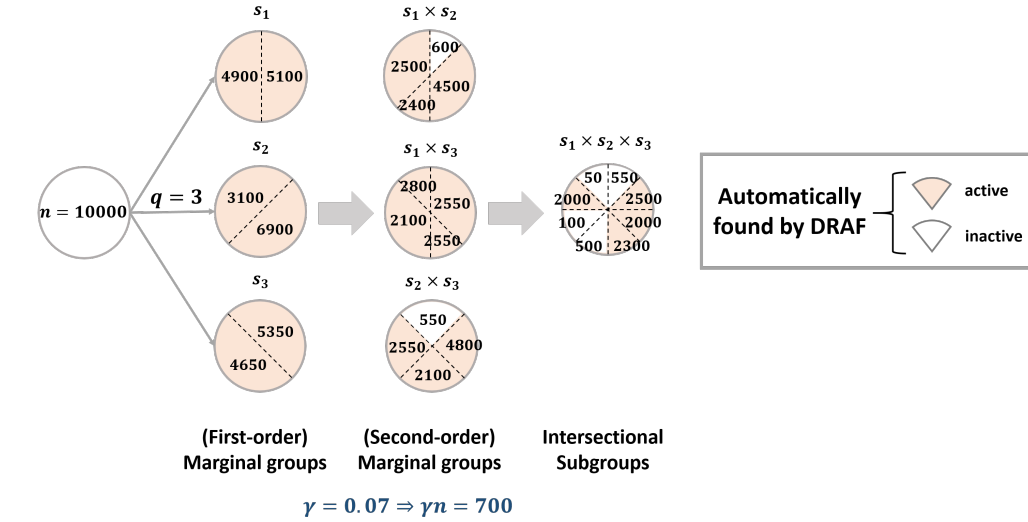 s₁
4900 5100
s₁ × s₂
600
2500
4500
2400
n = 10000
q = 3
s₂
3100
6900
s₁ × s₃
2800
2550
2100
2550
s₁ × s₂ × s₃
50 550
2000 2500
100 2000
500 2300
s₃
5350
4650
s₂ × s₃
550
2550 4800
2100
Automatically
found by DRAF
active
inactive
(First-order)
Marginal groups
(Second-order)
Marginal groups
Intersectional
Subgroups
γ = 0.07 ⇒ γn = 700